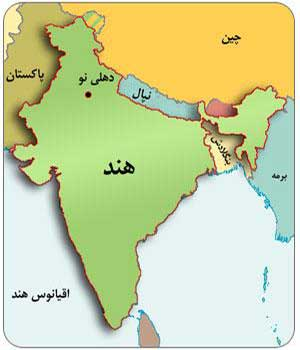 چین
پاکستان
دهلی نو
نپال
هند
بنگلادش
برمه
اقیانوس هند